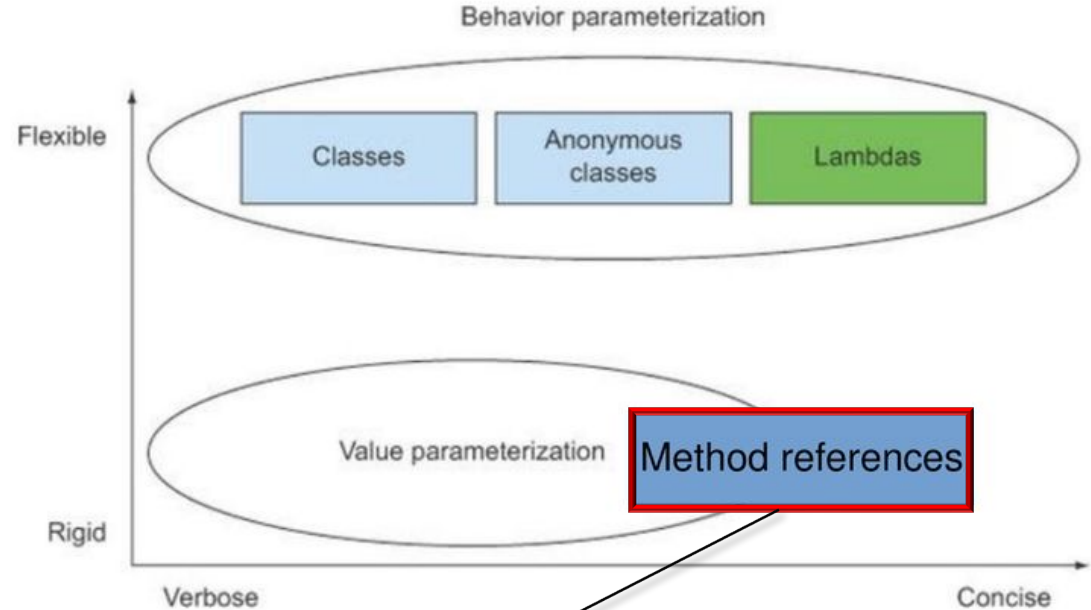 Behavior parameterization
Flexible
Classes
Anonymous
classes
Lambdas
Value parameterization
Method references
Rigid
Verbose
Concise